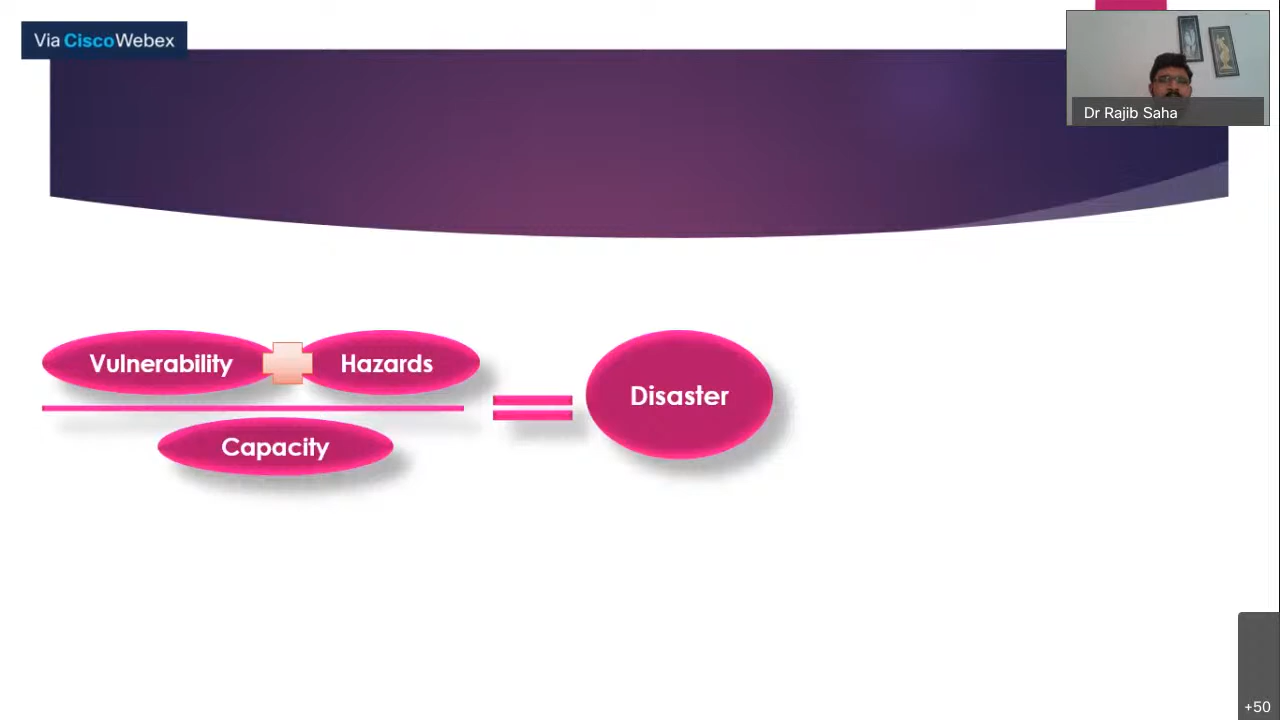 Via CiscoWebex
Dr Rajib Saha
Vulnerability
Hazards
Capacity
Disaster
+50